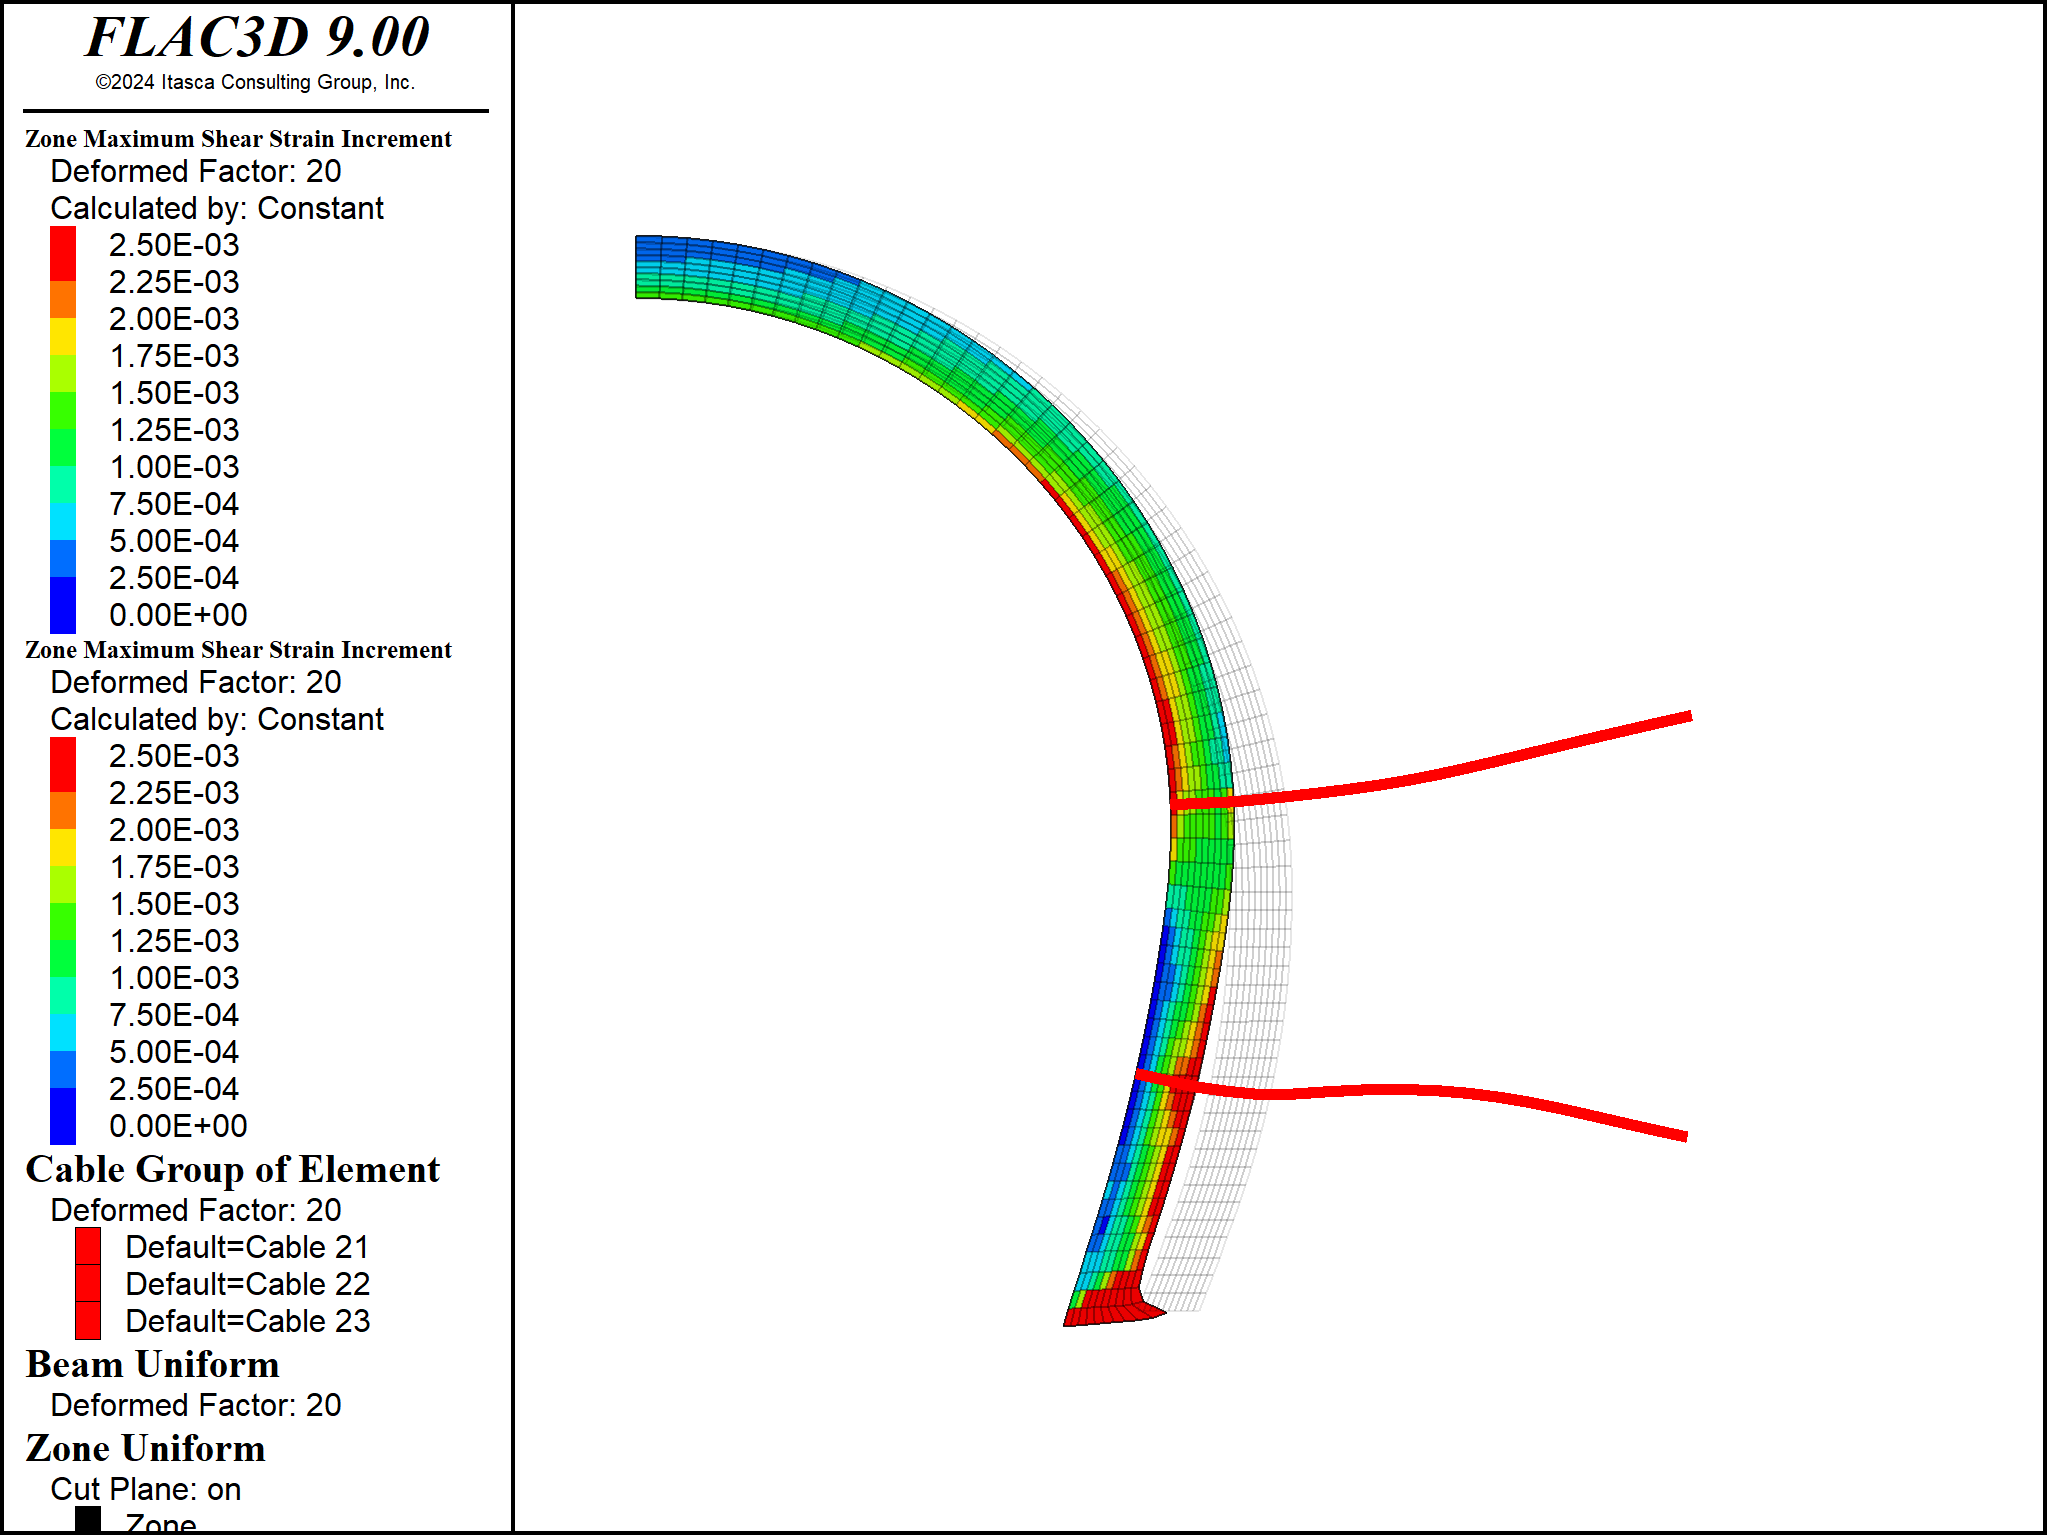 FLAC3D 9.00
©2024 Itasca Consulting Group, Inc.
Zone Maximum Shear Strain Increment
Deformed Factor: 20
Calculated by: Constant
2.50E-03
2.25E-03
2.00E-03
1.75E-03
1.50E-03
1.25E-03
1.00E-03
7.50E-04
5.00E-04
2.50E-04
0.00E+00
Zone Maximum Shear Strain Increment
Deformed Factor: 20
Calculated by: Constant
2.50E-03
2.25E-03
2.00E-03
1.75E-03
1.50E-03
1.25E-03
1.00E-03
7.50E-04
5.00E-04
2.50E-04
0.00E+00
Cable Group of Element
Deformed Factor: 20
Default=Cable 21
Default=Cable 22
Default=Cable 23
Beam Uniform
Deformed Factor: 20
Zone Uniform
Cut Plane: on
Zone